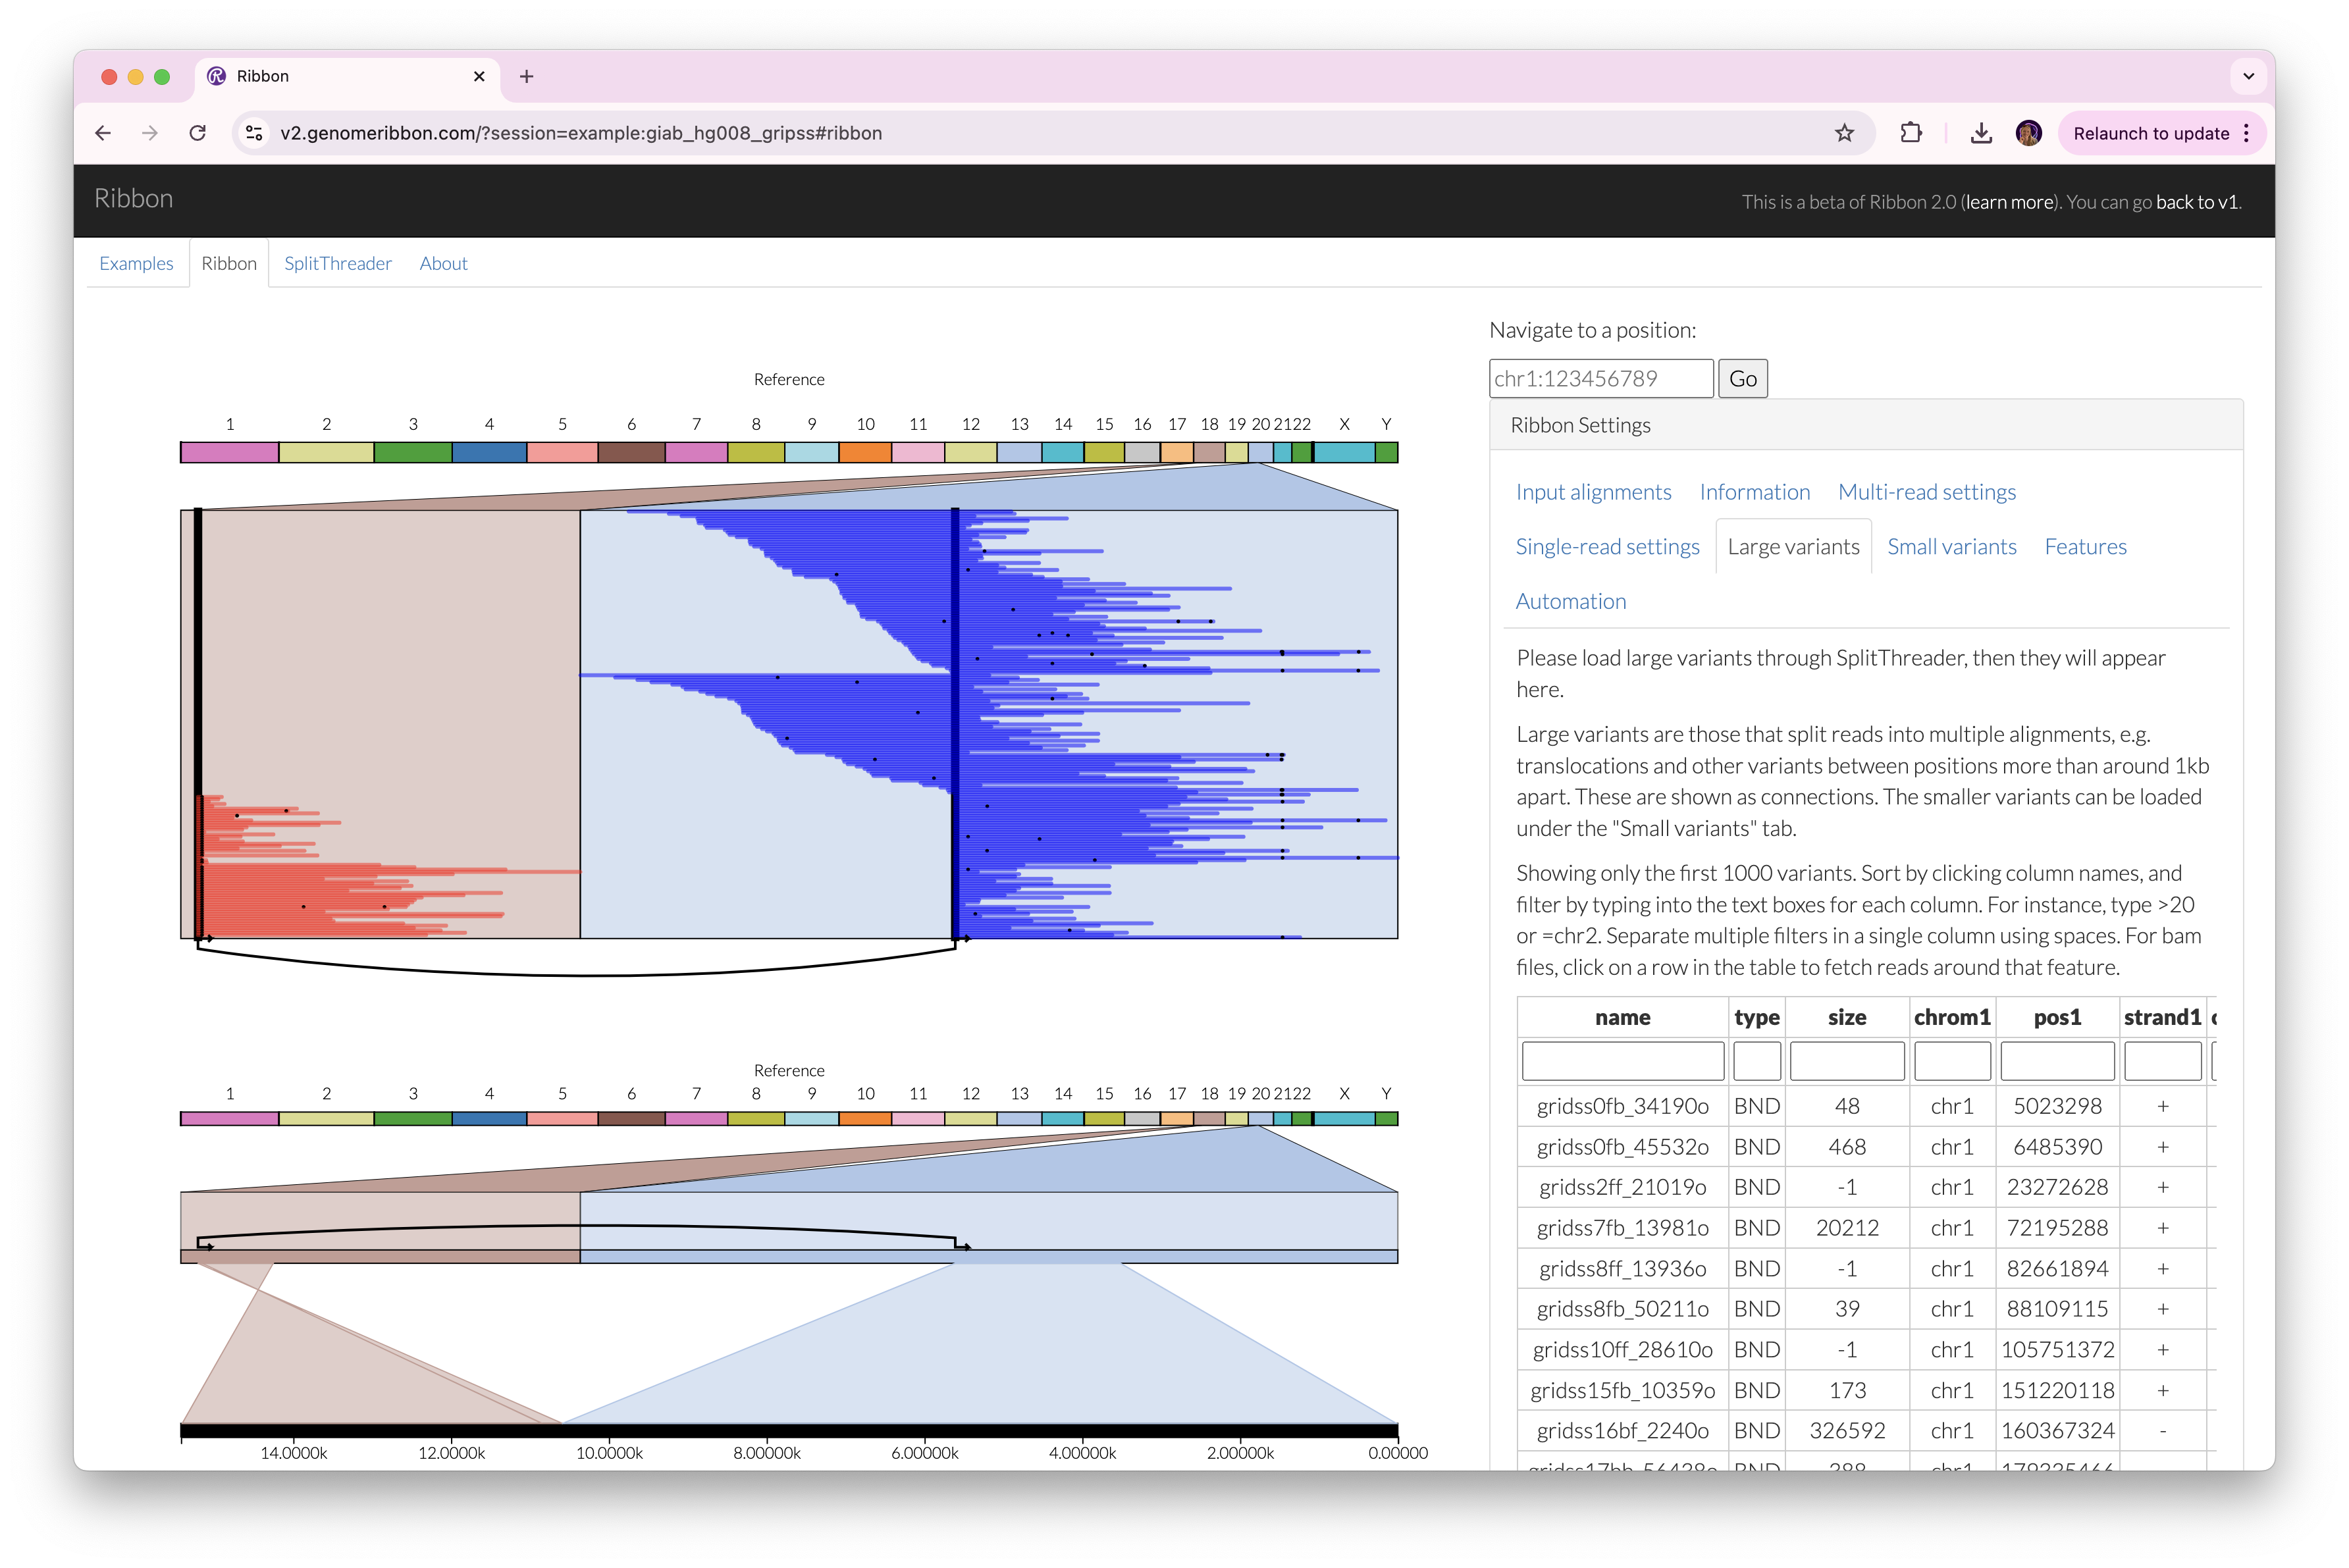 Ribbon
v2.genomeribbon.com/?session=example:giab_hg008_gripss#ribbon
Relaunch to update
Ribbon
This is a beta of Ribbon 2.0 (learn more). You can go back to v1.
Examples Ribbon SplitThreader About
Reference
1 2 3 4 5 6 7 8 9 10 11 12 13 14 15 16 17 18 19 20 21 22 X Y
Reference
1 2 3 4 5 6 7 8 9 10 11 12 13 14 15 16 17 18 19 20 21 22 X Y
14.0000k 12.0000k 10.0000k 8.00000k 6.00000k 4.00000k 2.00000k 0.00000
Navigate to a position:
chr1:123456789 Go
Ribbon Settings
Input alignments Information Multi-read settings
Single-read settings Large variants Small variants Features
Automation
Please load large variants through SplitThreader, then they will appear
here.
Large variants are those that split reads into multiple alignments, e.g.
translocations and other variants between positions more than around 1kb
apart. These are shown as connections. The smaller variants can be loaded
under the "Small variants" tab.
Showing only the first 1000 variants. Sort by clicking column names, and
filter by typing into the text boxes for each column. For instance, type >20
or =chr2. Separate multiple filters in a single column using spaces. For bam
files, click on a row in the table to fetch reads around that feature.
name type size chrom1 pos1 strand1
gridss0fb_34190o BND 48 chr1 5023298 +
gridss0fb_45532o BND 468 chr1 6485390 +
gridss2ff_21019o BND -1 chr1 23272628 +
gridss7fb_13981o BND 20212 chr1 72195288 +
gridss8ff_13936o BND -1 chr1 82661894 +
gridss8fb_50211o BND 39 chr1 88109115 +
gridss10ff_28610o BND -1 chr1 105751372 +
gridss15fb_10359o BND 173 chr1 151220118 +
gridss16bf_2240o BND 326592 chr1 160367324 -